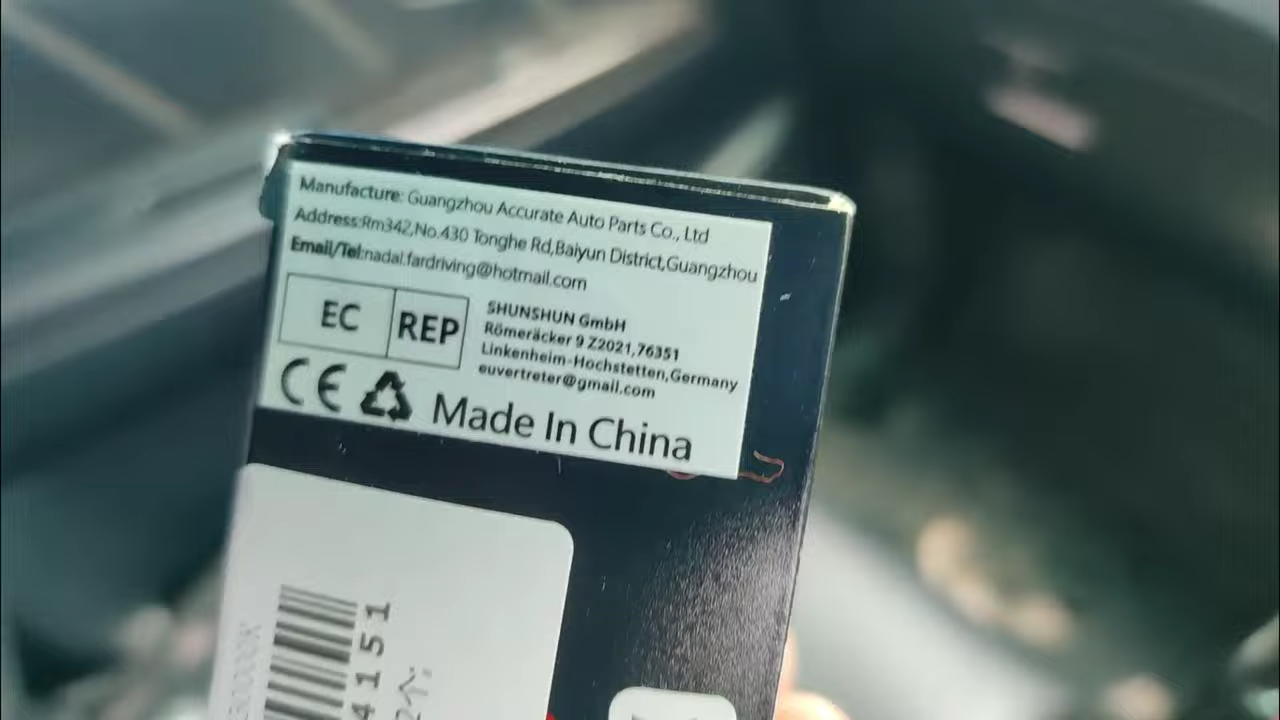 Manufacture: Guangzhou Accurate Auto Parts Co., Ltd
Address:Rm342,No.430 Tonghe Rd,Baiyun District,Guangzhou
Email/Tel:nadal.fardriving@hotmail.com
EC REP
SHUNSHUN GmbH
Römeräcker 9 Z2021,76351
Linkenheim-Hochstetten,Germany
euvertreter@gmail.com
CE
Made In China
4151
2个: